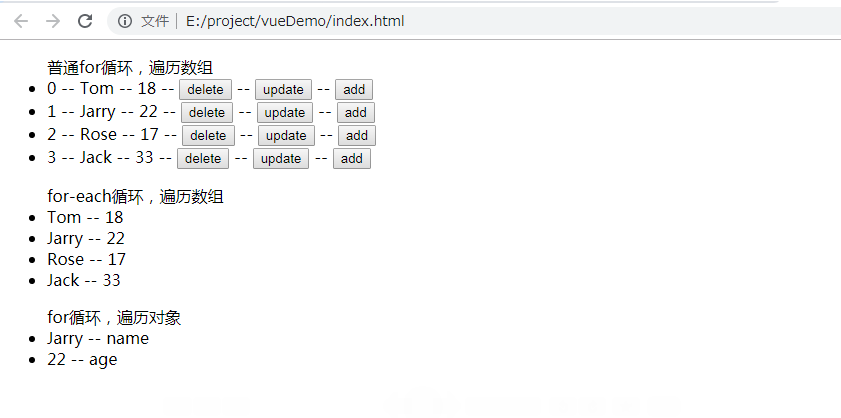 文件 E:/project/vueDemo/index.html
普通for循环，遍历数组
0 -- Tom -- 18 -- delete -- update -- add
1 -- Jarry -- 22 -- delete -- update -- add
2 -- Rose -- 17 -- delete -- update -- add
3 -- Jack -- 33 -- delete -- update -- add
for-each循环，遍历数组
Tom -- 18
Jarry -- 22
Rose -- 17
Jack -- 33
for循环，遍历对象
Jarry -- name
22 -- age